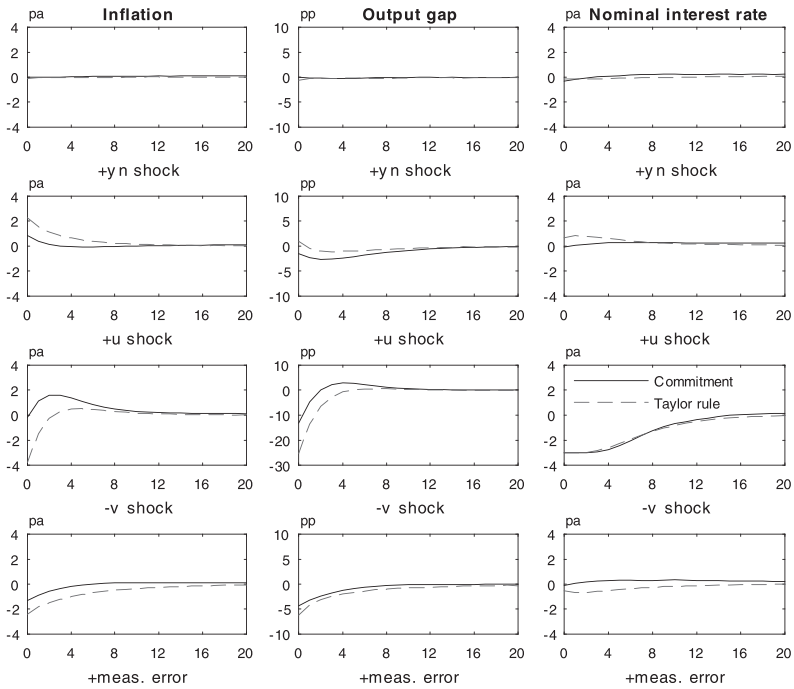 pa Inflation
pp Output gap
pa Nominal interest rate
4 2 0 -2 -4
0 4 8 12 16 20
+yn shock
10 5 0 -5 -10
0 4 8 12 16 20
+yn shock
4 2 0 -2 -4
0 4 8 12 16 20
+yn shock
pa
4 2 0 -2 -4
0 4 8 12 16 20
+u shock
pp
10 5 0 -5 -10
0 4 8 12 16 20
+u shock
pa
4 2 0 -2 -4
0 4 8 12 16 20
+u shock
pa
4 2 0 -2 -4
0 4 8 12 16 20
-v shock
pp
10 0 -10 -20 -30
0 4 8 12 16 20
-v shock
pa
4 2 0 -2 -4
Commitment
Taylor rule
0 4 8 12 16 20
-v shock
pa
4 2 0 -2 -4
0 4 8 12 16 20
+meas. error
pp
10 5 0 -5 -10
0 4 8 12 16 20
+meas. error
pa
4 2 0 -2 -4
0 4 8 12 16 20
+meas. error